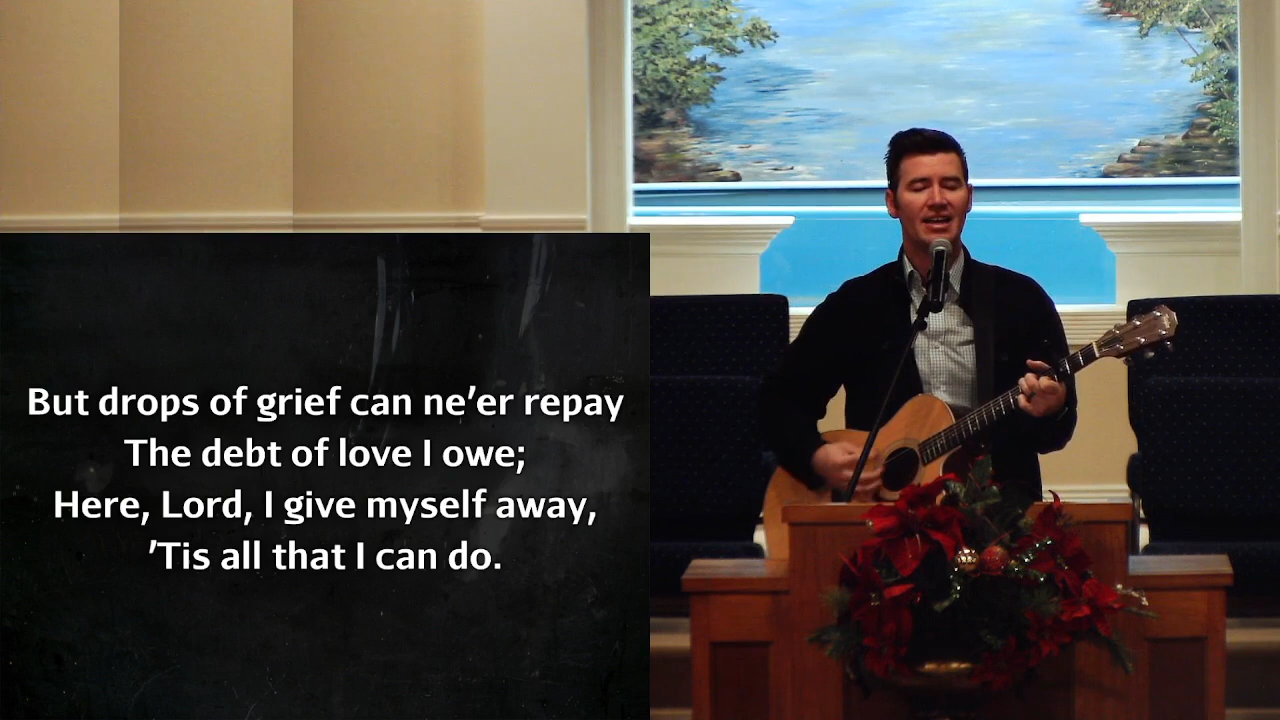 But drops of grief can ne’er repay
The debt of love I owe;
Here, Lord, I give myself away,
’Tis all that I can do.